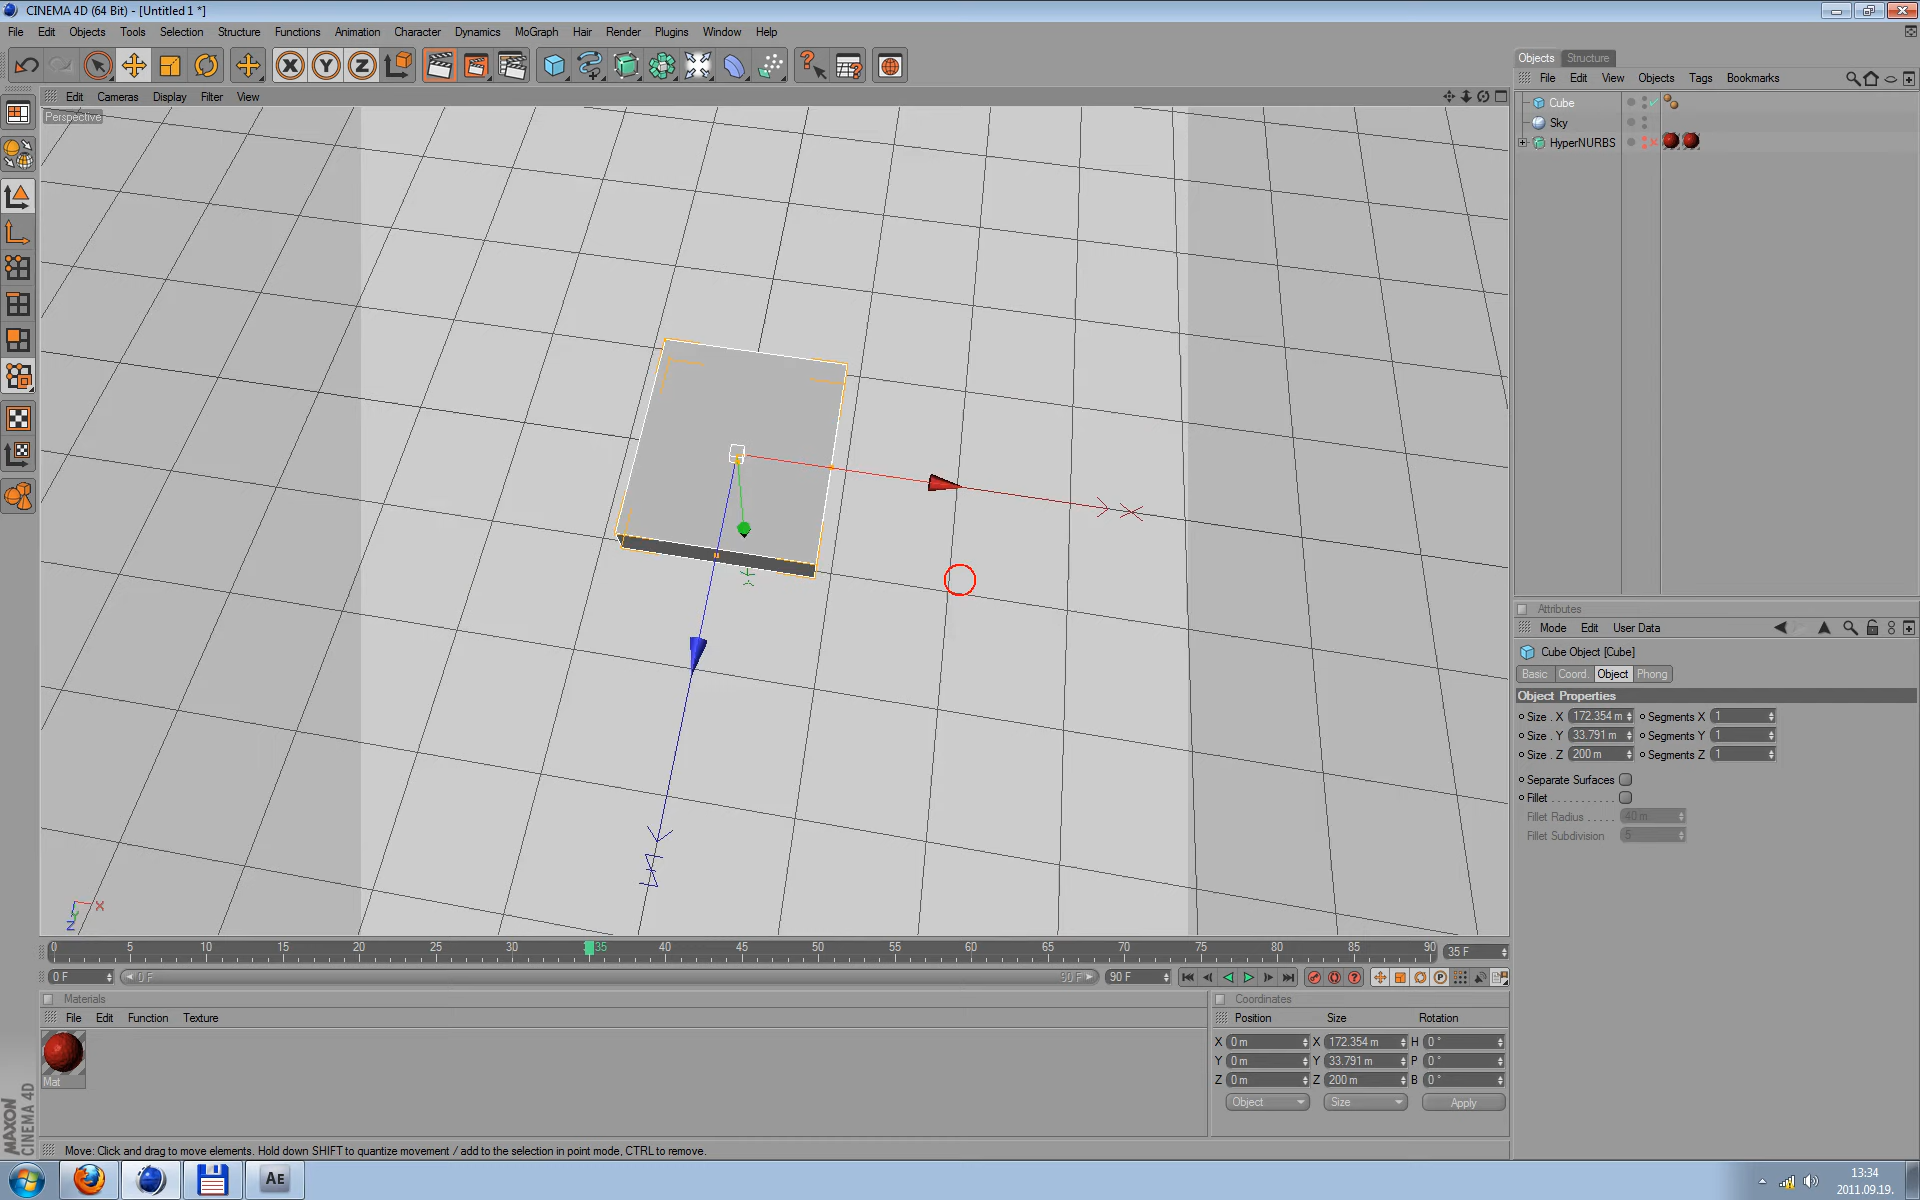 CINEMA 4D (64 Bit) - [Untitled 1 *]
File Edit Objects Tools Selection Structure Functions Animation Character Dynamics MoGraph Hair Render Plugins Window Help
X Y Z
Edit Cameras Display Filter View
Perspective
X
Z
X
Y
Z
0 5 10 15 20 25 30 35 40 45 50 55 60 65 70 75 80 85 90 35 F
0 F 0 F 90 F 90 F
Materials
File Edit Function Texture
Mat
Coordinates
Position Size Rotation
X 0 m X 172.354 m H 0 °
Y 0 m Y 33.791 m P 0 °
Z 0 m Z 200 m B 0 °
Object Size Apply
Objects Structure
File Edit View Objects Tags Bookmarks
Cube
Sky
HyperNURBS
Attributes
Mode Edit User Data
Cube Object [Cube]
Basic Coord. Object Phong
Object Properties
Size . X 172.354 m Segments X 1
Size . Y 33.791 m Segments Y 1
Size . Z 200 m Segments Z 1
Separate Surfaces
Fillet . . . . . . . . . . .
Fillet Radius . . . . . 40 m
Fillet Subdivision 5
MAXON
CINEMA 4D
Move: Click and drag to move elements. Hold down SHIFT to quantize movement / add to the selection in point mode, CTRL to remove.
AE
13:34
2011.09.19.